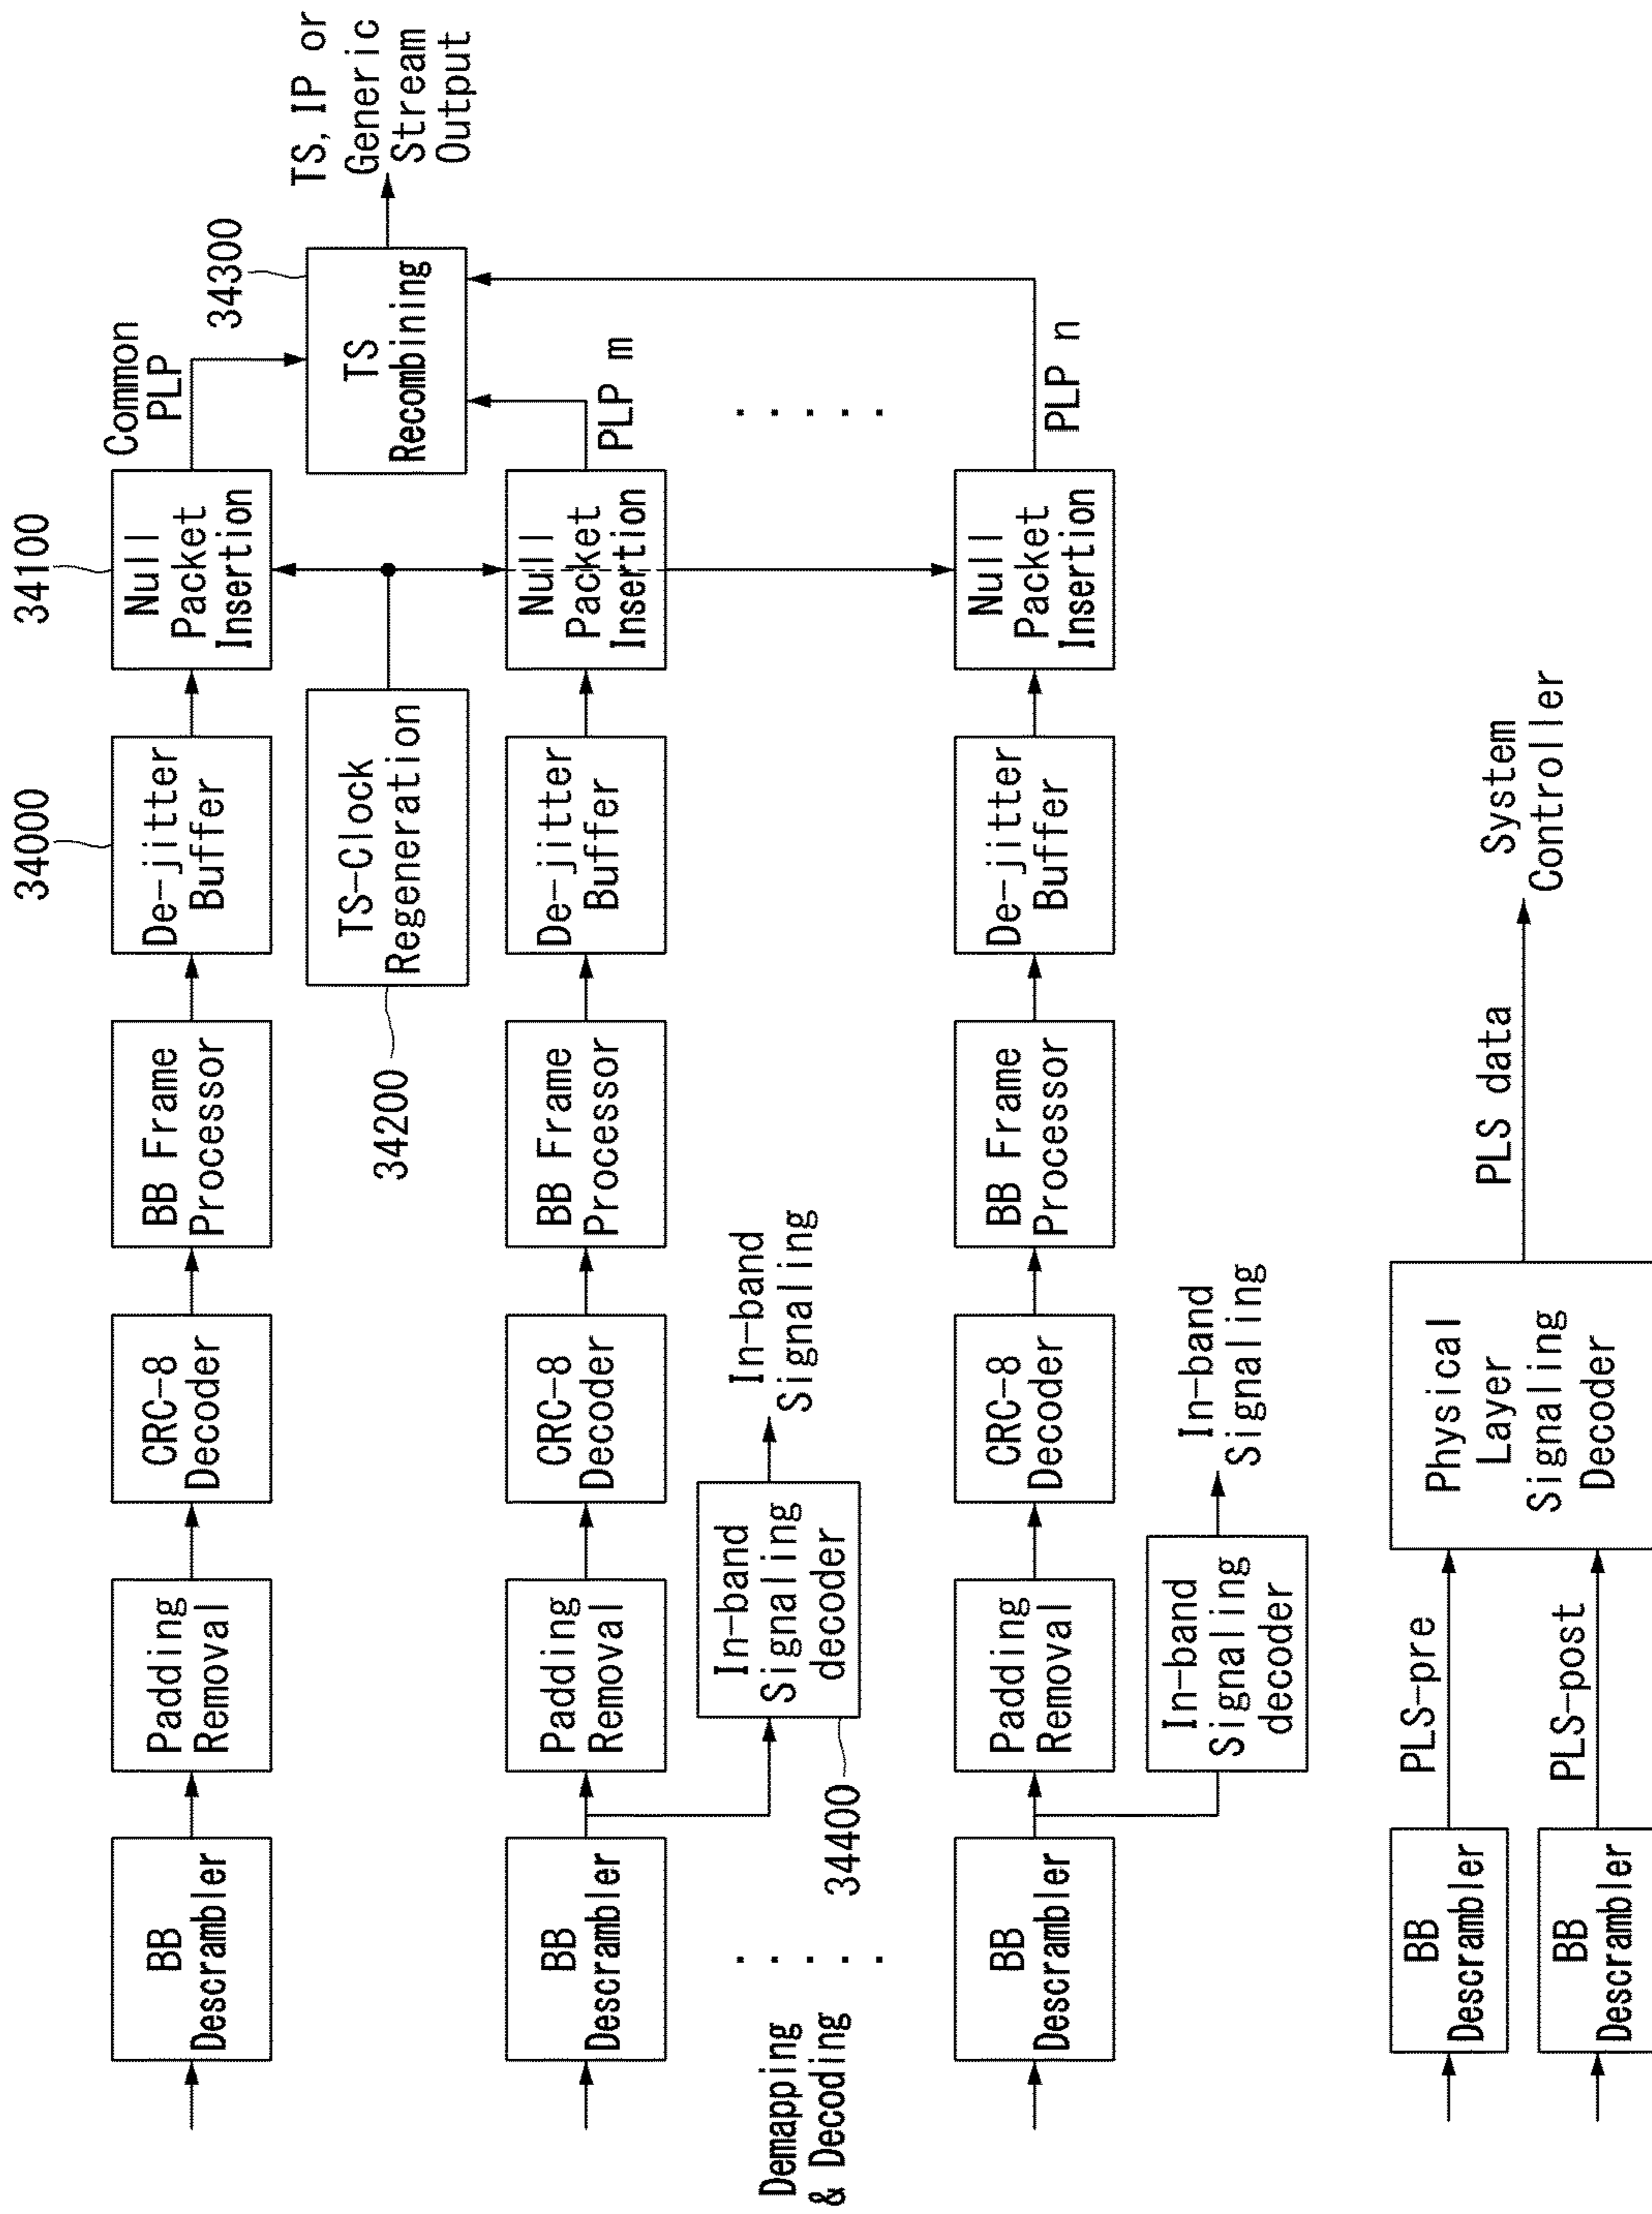 34000
34100
BB
Descrambler
Padding
Removal
CRC-8
Decoder
BB Frame
Processor
De-jitter
Buffer
Null
Packet
Insertion
Common
PLP
34200
TS-Clock
Regeneration
34300
TS
Recombining
TS, IP or
Generic
Stream
Output
BB
Descrambler
Padding
Removal
CRC-8
Decoder
BB Frame
Processor
De-jitter
Buffer
Null
Packet
Insertion
PLP m
34400
In-band
Signaling
decoder
In-band
Signaling
Demapping
& Decoding
.....
.....
BB
Descrambler
Padding
Removal
CRC-8
Decoder
BB Frame
Processor
De-jitter
Buffer
Null
Packet
Insertion
PLP n
In-band
Signaling
decoder
In-band
Signaling
BB
Descrambler
PLS-pre
BB
Descrambler
PLS-post
Physical
Layer
Signaling
Decoder
PLS data
System
Controller